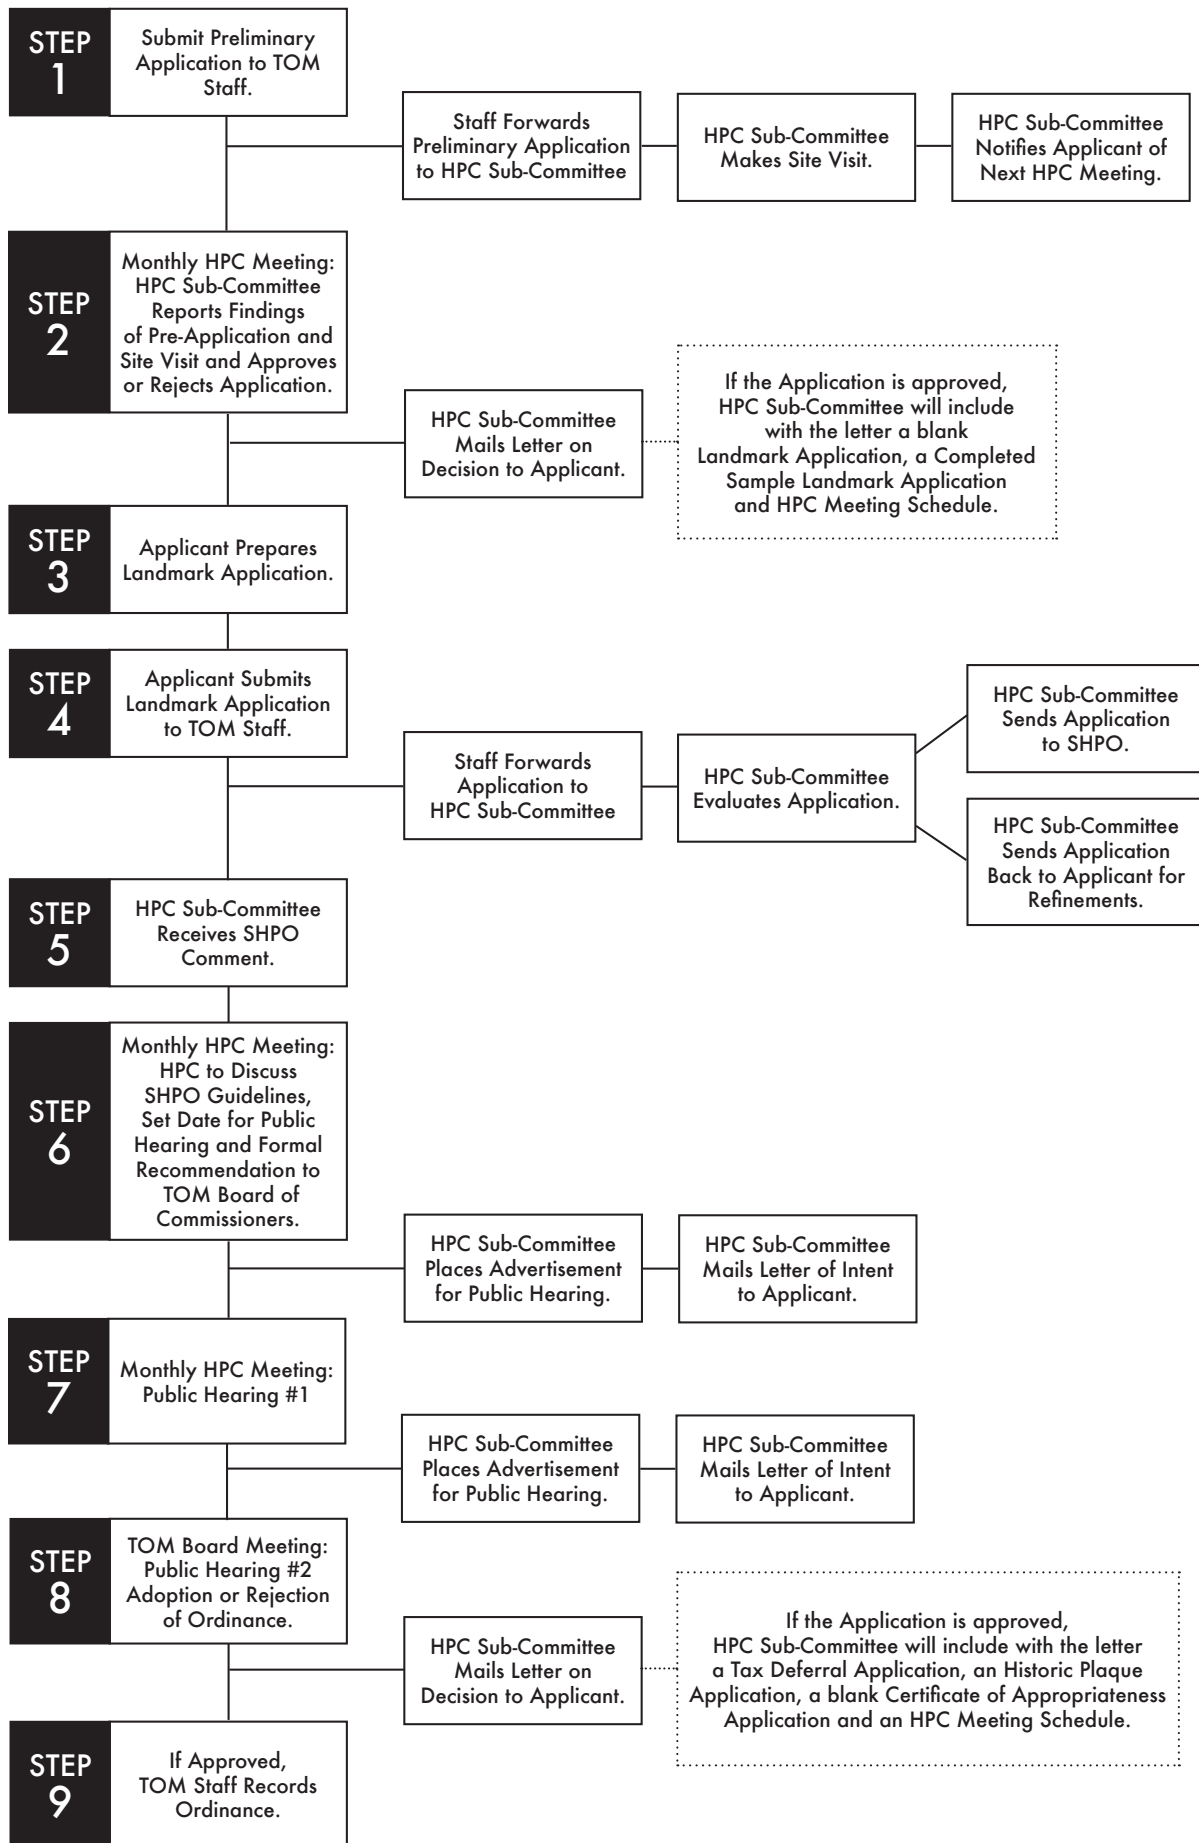 STEP
1
Submit Preliminary
Application to TOM
Staff.
Staff Forwards
Preliminary Application
to HPC Sub-Committee
HPC Sub-Committee
Makes Site Visit.
HPC Sub-Committee
Notifies Applicant of
Next HPC Meeting.
STEP
2
Monthly HPC Meeting:
HPC Sub-Committee
Reports Findings
of Pre-Application and
Site Visit and Approves
or Rejects Application.
HPC Sub-Committee
Mails Letter on
Decision to Applicant.
If the Application is approved,
HPC Sub-Committee will include
with the letter a blank
Landmark Application, a Completed
Sample Landmark Application
and HPC Meeting Schedule.
STEP
3
Applicant Prepares
Landmark Application.
STEP
4
Applicant Submits
Landmark Application
to TOM Staff.
Staff Forwards
Application to
HPC Sub-Committee
HPC Sub-Committee
Evaluates Application.
HPC Sub-Committee
Sends Application
to SHPO.
HPC Sub-Committee
Sends Application
Back to Applicant for
Refinements.
STEP
5
HPC Sub-Committee
Receives SHPO
Comment.
STEP
6
Monthly HPC Meeting:
HPC to Discuss
SHPO Guidelines,
Set Date for Public
Hearing and Formal
Recommendation to
TOM Board of
Commissioners.
HPC Sub-Committee
Places Advertisement
for Public Hearing.
HPC Sub-Committee
Mails Letter of Intent
to Applicant.
STEP
7
Monthly HPC Meeting:
Public Hearing #1
HPC Sub-Committee
Places Advertisement
for Public Hearing.
HPC Sub-Committee
Mails Letter of Intent
to Applicant.
STEP
8
TOM Board Meeting:
Public Hearing #2
Adoption or Rejection
of Ordinance.
HPC Sub-Committee
Mails Letter on
Decision to Applicant.
If the Application is approved,
HPC Sub-Committee will include with the letter
a Tax Deferral Application, an Historic Plaque
Application, a blank Certificate of Appropriateness
Application and an HPC Meeting Schedule.
STEP
9
If Approved,
TOM Staff Records
Ordinance.